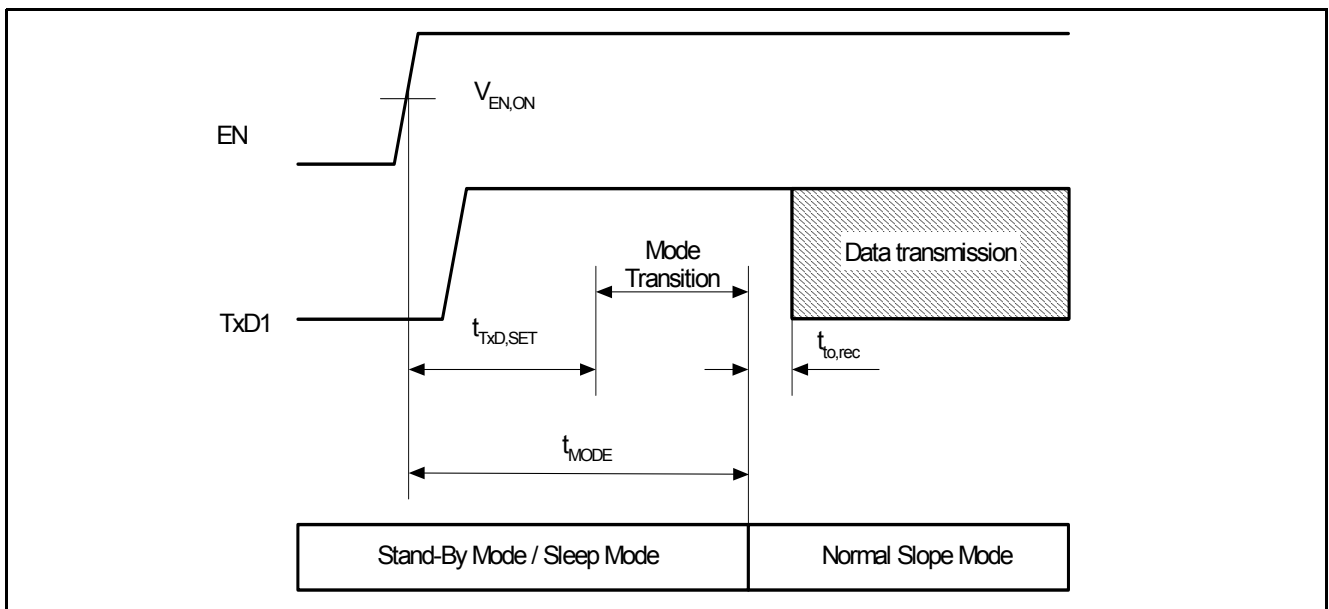 V_EN,ON
EN
Mode
Transition
Data transmission
TxD1
t_TxD,SET
t_to,rec
t_MODE
Stand-By Mode / Sleep Mode
Normal Slope Mode